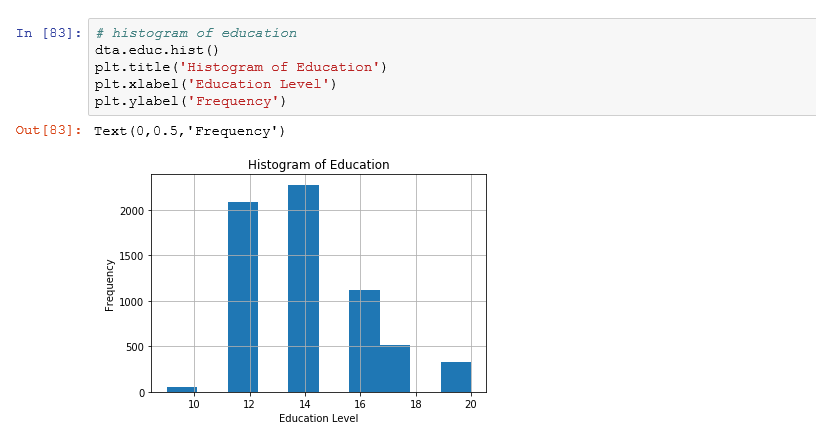 In [83]: # histogram of education
dta.educ.hist()
plt.title('Histogram of Education')
plt.xlabel('Education Level')
plt.ylabel('Frequency')
Out[83]: Text(0,0.5,'Frequency')
Histogram of Education
2000
1500
1000
500
0
Frequency
10 12 14 16 18 20
Education Level